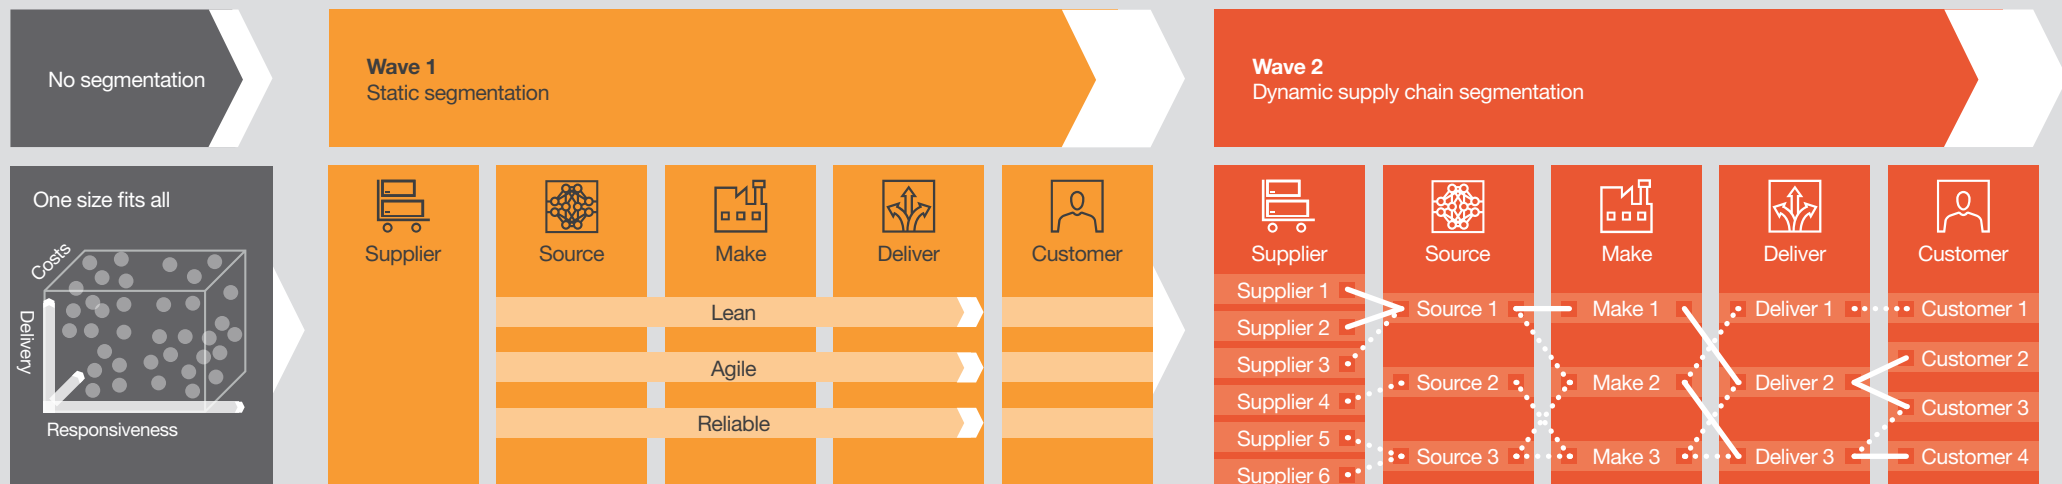 No segmentation
Wave 1
Static segmentation
Wave 2
Dynamic supply chain segmentation
One size fits all
Costs
Delivery
Responsiveness
Supplier
Source
Make
Deliver
Customer
Lean
Agile
Reliable
Supplier
Source
Make
Deliver
Customer
Supplier 1
Supplier 2
Supplier 3
Supplier 4
Supplier 5
Supplier 6
Source 1
Source 2
Source 3
Make 1
Make 2
Make 3
Deliver 1
Deliver 2
Deliver 3
Customer 1
Customer 2
Customer 3
Customer 4